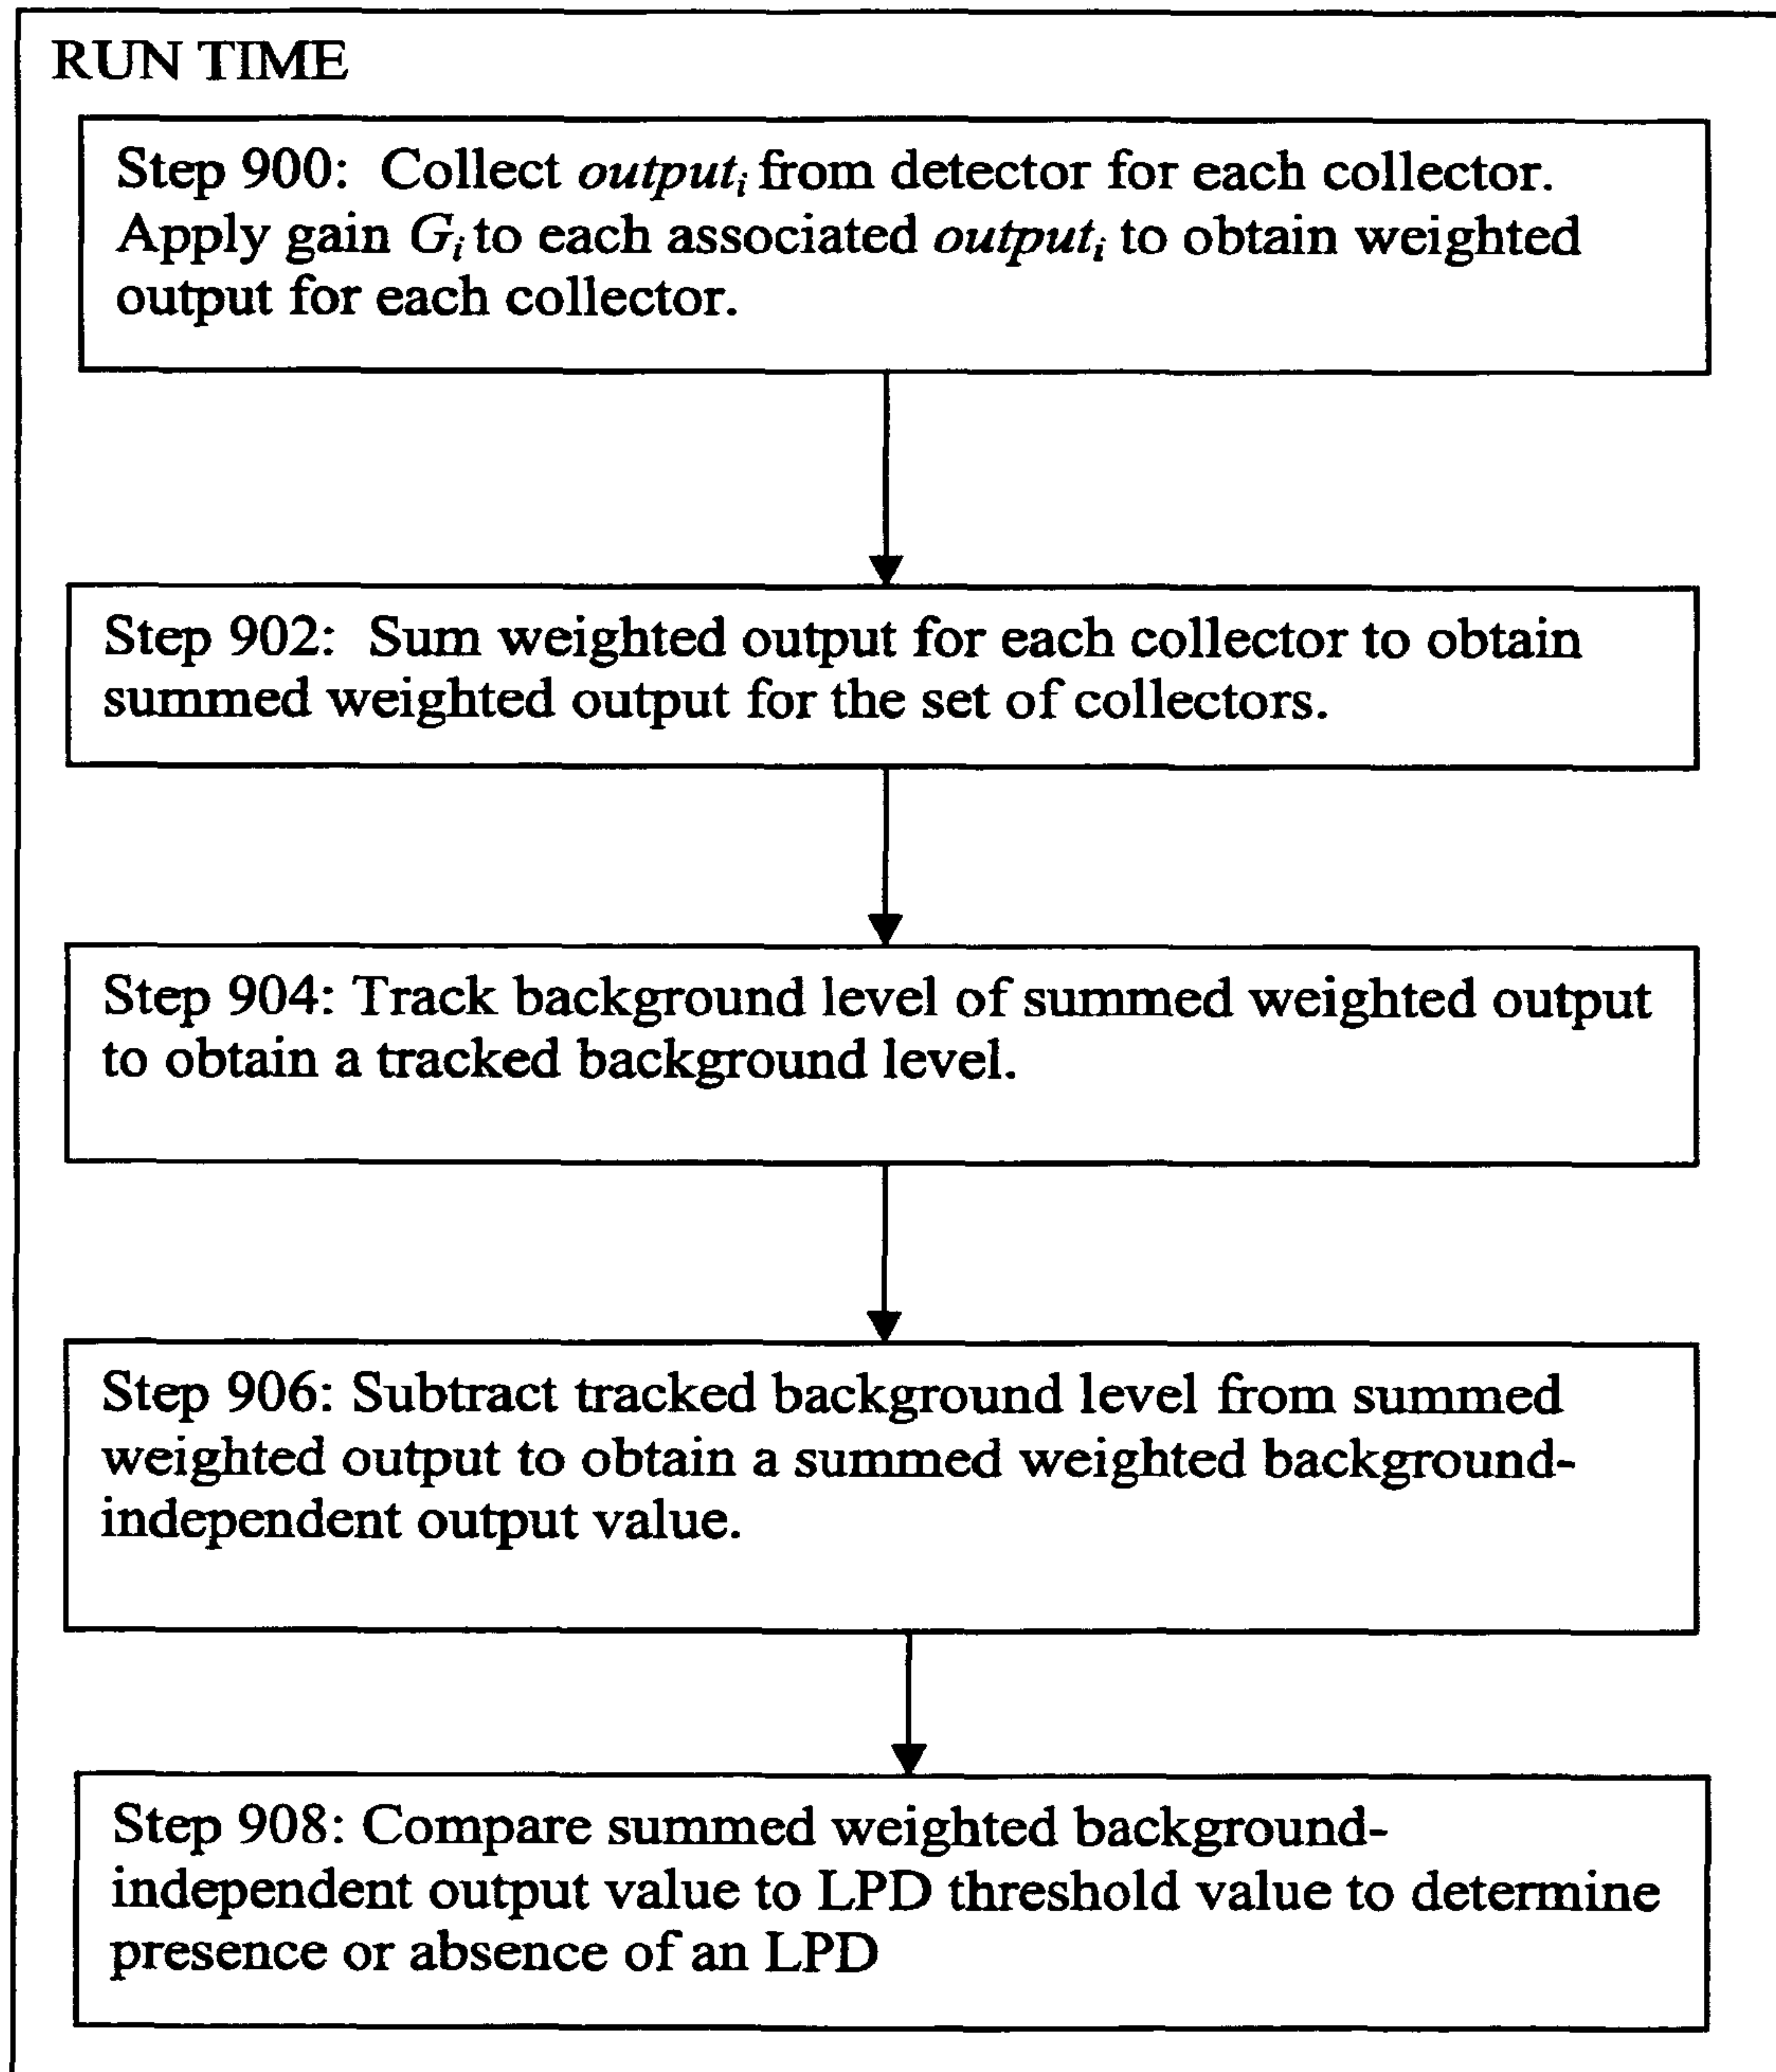 RUN TIME
Step 900: Collect outputᵢ from detector for each collector.
Apply gain Gᵢ to each associated outputᵢ to obtain weighted
output for each collector.
Step 902: Sum weighted output for each collector to obtain
summed weighted output for the set of collectors.
Step 904: Track background level of summed weighted output
to obtain a tracked background level.
Step 906: Subtract tracked background level from summed
weighted output to obtain a summed weighted background-
independent output value.
Step 908: Compare summed weighted background-
independent output value to LPD threshold value to determine
presence or absence of an LPD